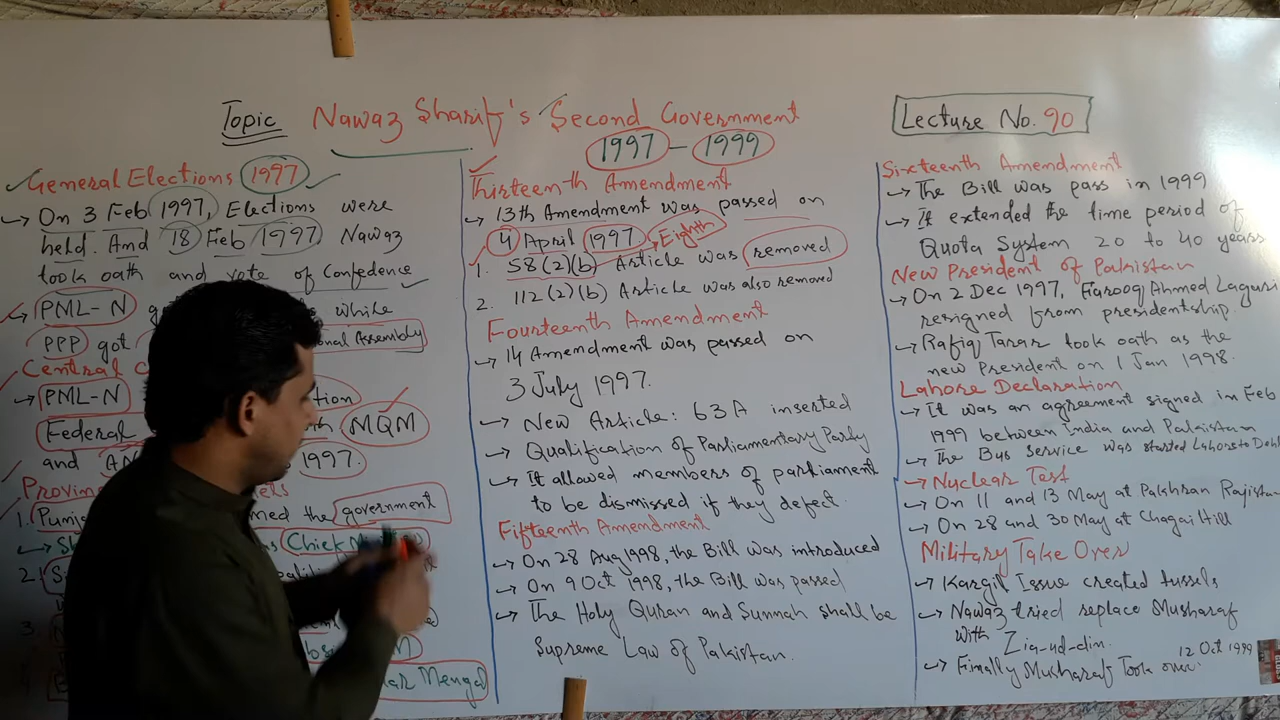 Topic Nawaz Sharif's Second Government
1997 - 1999
Lecture No. 90
General Elections 1997
On 3 Feb 1997, Elections were
held. And 18 Feb 1997 Nawaz
took oath and vote of Confedence
PML-N while
PPP got onal Assembly
Central
PML-N tion
Federal MQM
and 1997.
Provin
1. Punj med the government
Chief
2.
3.
ar Mengal
Thirteenth Amendment
13th Amendment was passed on
4 April 1997 Eighth
1. 58(2)(b) Article was removed
2. 112(2)(b) Article was also removed
Fourteenth Amendment
14 Amendment was passed on
3 July 1997.
New Article: 63A inserted
Qualification of Parliamentary Party
It allowed members of parliament
to be dismissed if they defect.
Fifteenth Amendment
On 28 Aug 1998, the Bill was introduced
On 9 Oct 1998, the Bill was passed
The Holy Quran and Sunnah shall be
Supreme Law of Pakistan.
Sixteenth Amendment
The Bill was pass in 1999
It extended the time period of
Quota System 20 to 40 years
New President of Pakistan
On 2 Dec 1997, Farooq Ahmed Lagari
resigned from presidentship.
Rafiq Tarar took oath as the
new President on 1 Jan 1998.
Lahore Declaration
It was an agreement signed in Feb
1999 between India and Pakistan
The Bus Service was started Lahore to Dehl
Nuclear Test
On 11 and 13 May at Pakhran Rajistan
On 28 and 30 May at Chagai Hill
Military Take Over
Kargil Issue created tussels
Nawaz tried replace Musharaf
with Zia-ud-din.
Finally Musharaf Took over 12 Oct 1999